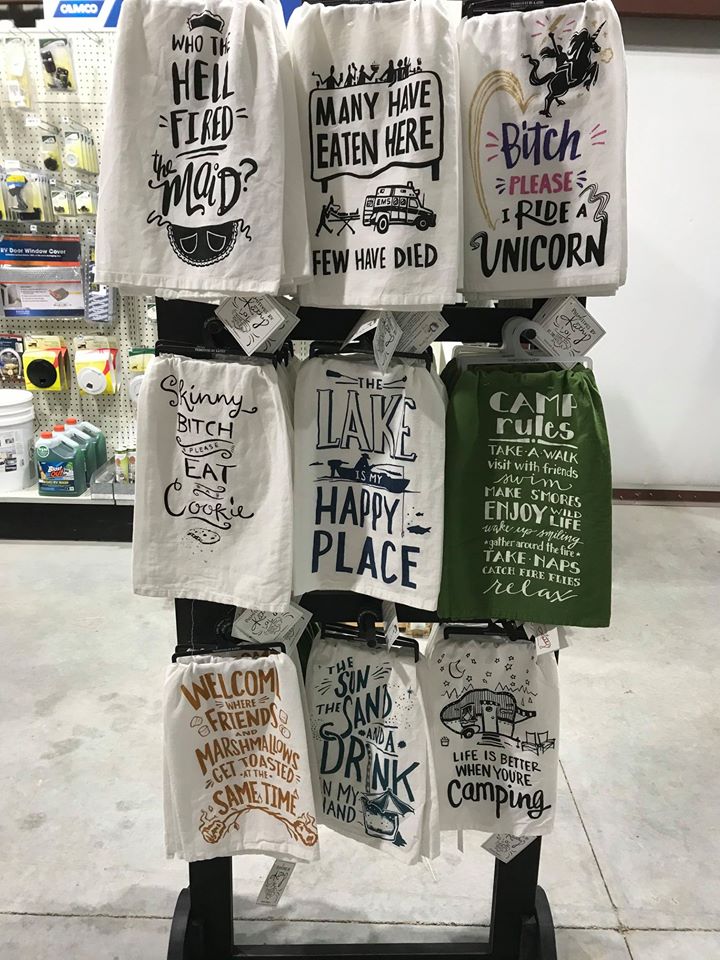 CAMCO
WHO THE
HELL
FIRED
the
MAID?
MANY HAVE
EATEN HERE
EMS
FEW HAVE DIED
Bitch
PLEASE
I RIDE A
UNICORN
RV Door Window Cover
Skinny
BITCH
PLEASE
EAT
Cookie
THE
LAKE
IS MY
HAPPY
PLACE
CAMP
rules
TAKE·A·WALK
visit with friends
swim
MAKE S'MORES
ENJOY WILD
LIFE
wake up smiling
gather around the fire
TAKE·NAPS
CATCH FIRE FLIES
relax
WELCOM
WHERE
FRIENDS
AND
MARSHMALLOWS
GET TOASTED
AT THE
SAME TIME
THE
SUN
THE
SAND
AND A
DRINK
IN MY
HAND
LIFE IS BETTER
WHEN YOU'RE
Camping